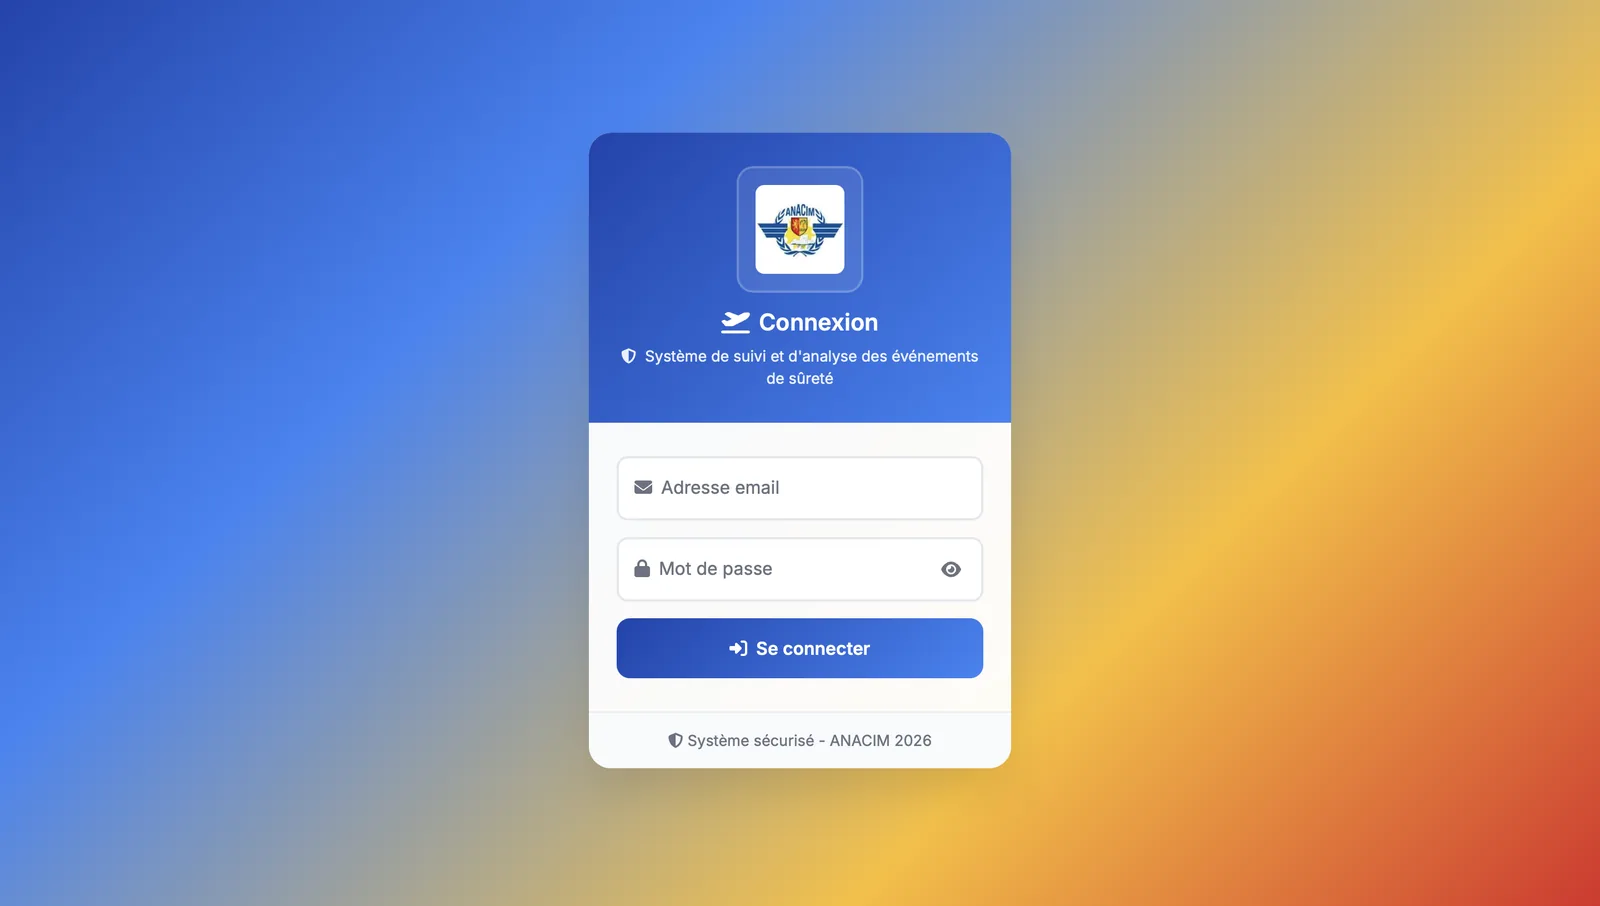 ANACIM
Connexion
Système de suivi et d'analyse des événements
de sûreté
Adresse email
Mot de passe
Se connecter
Système sécurisé - ANACIM 2026